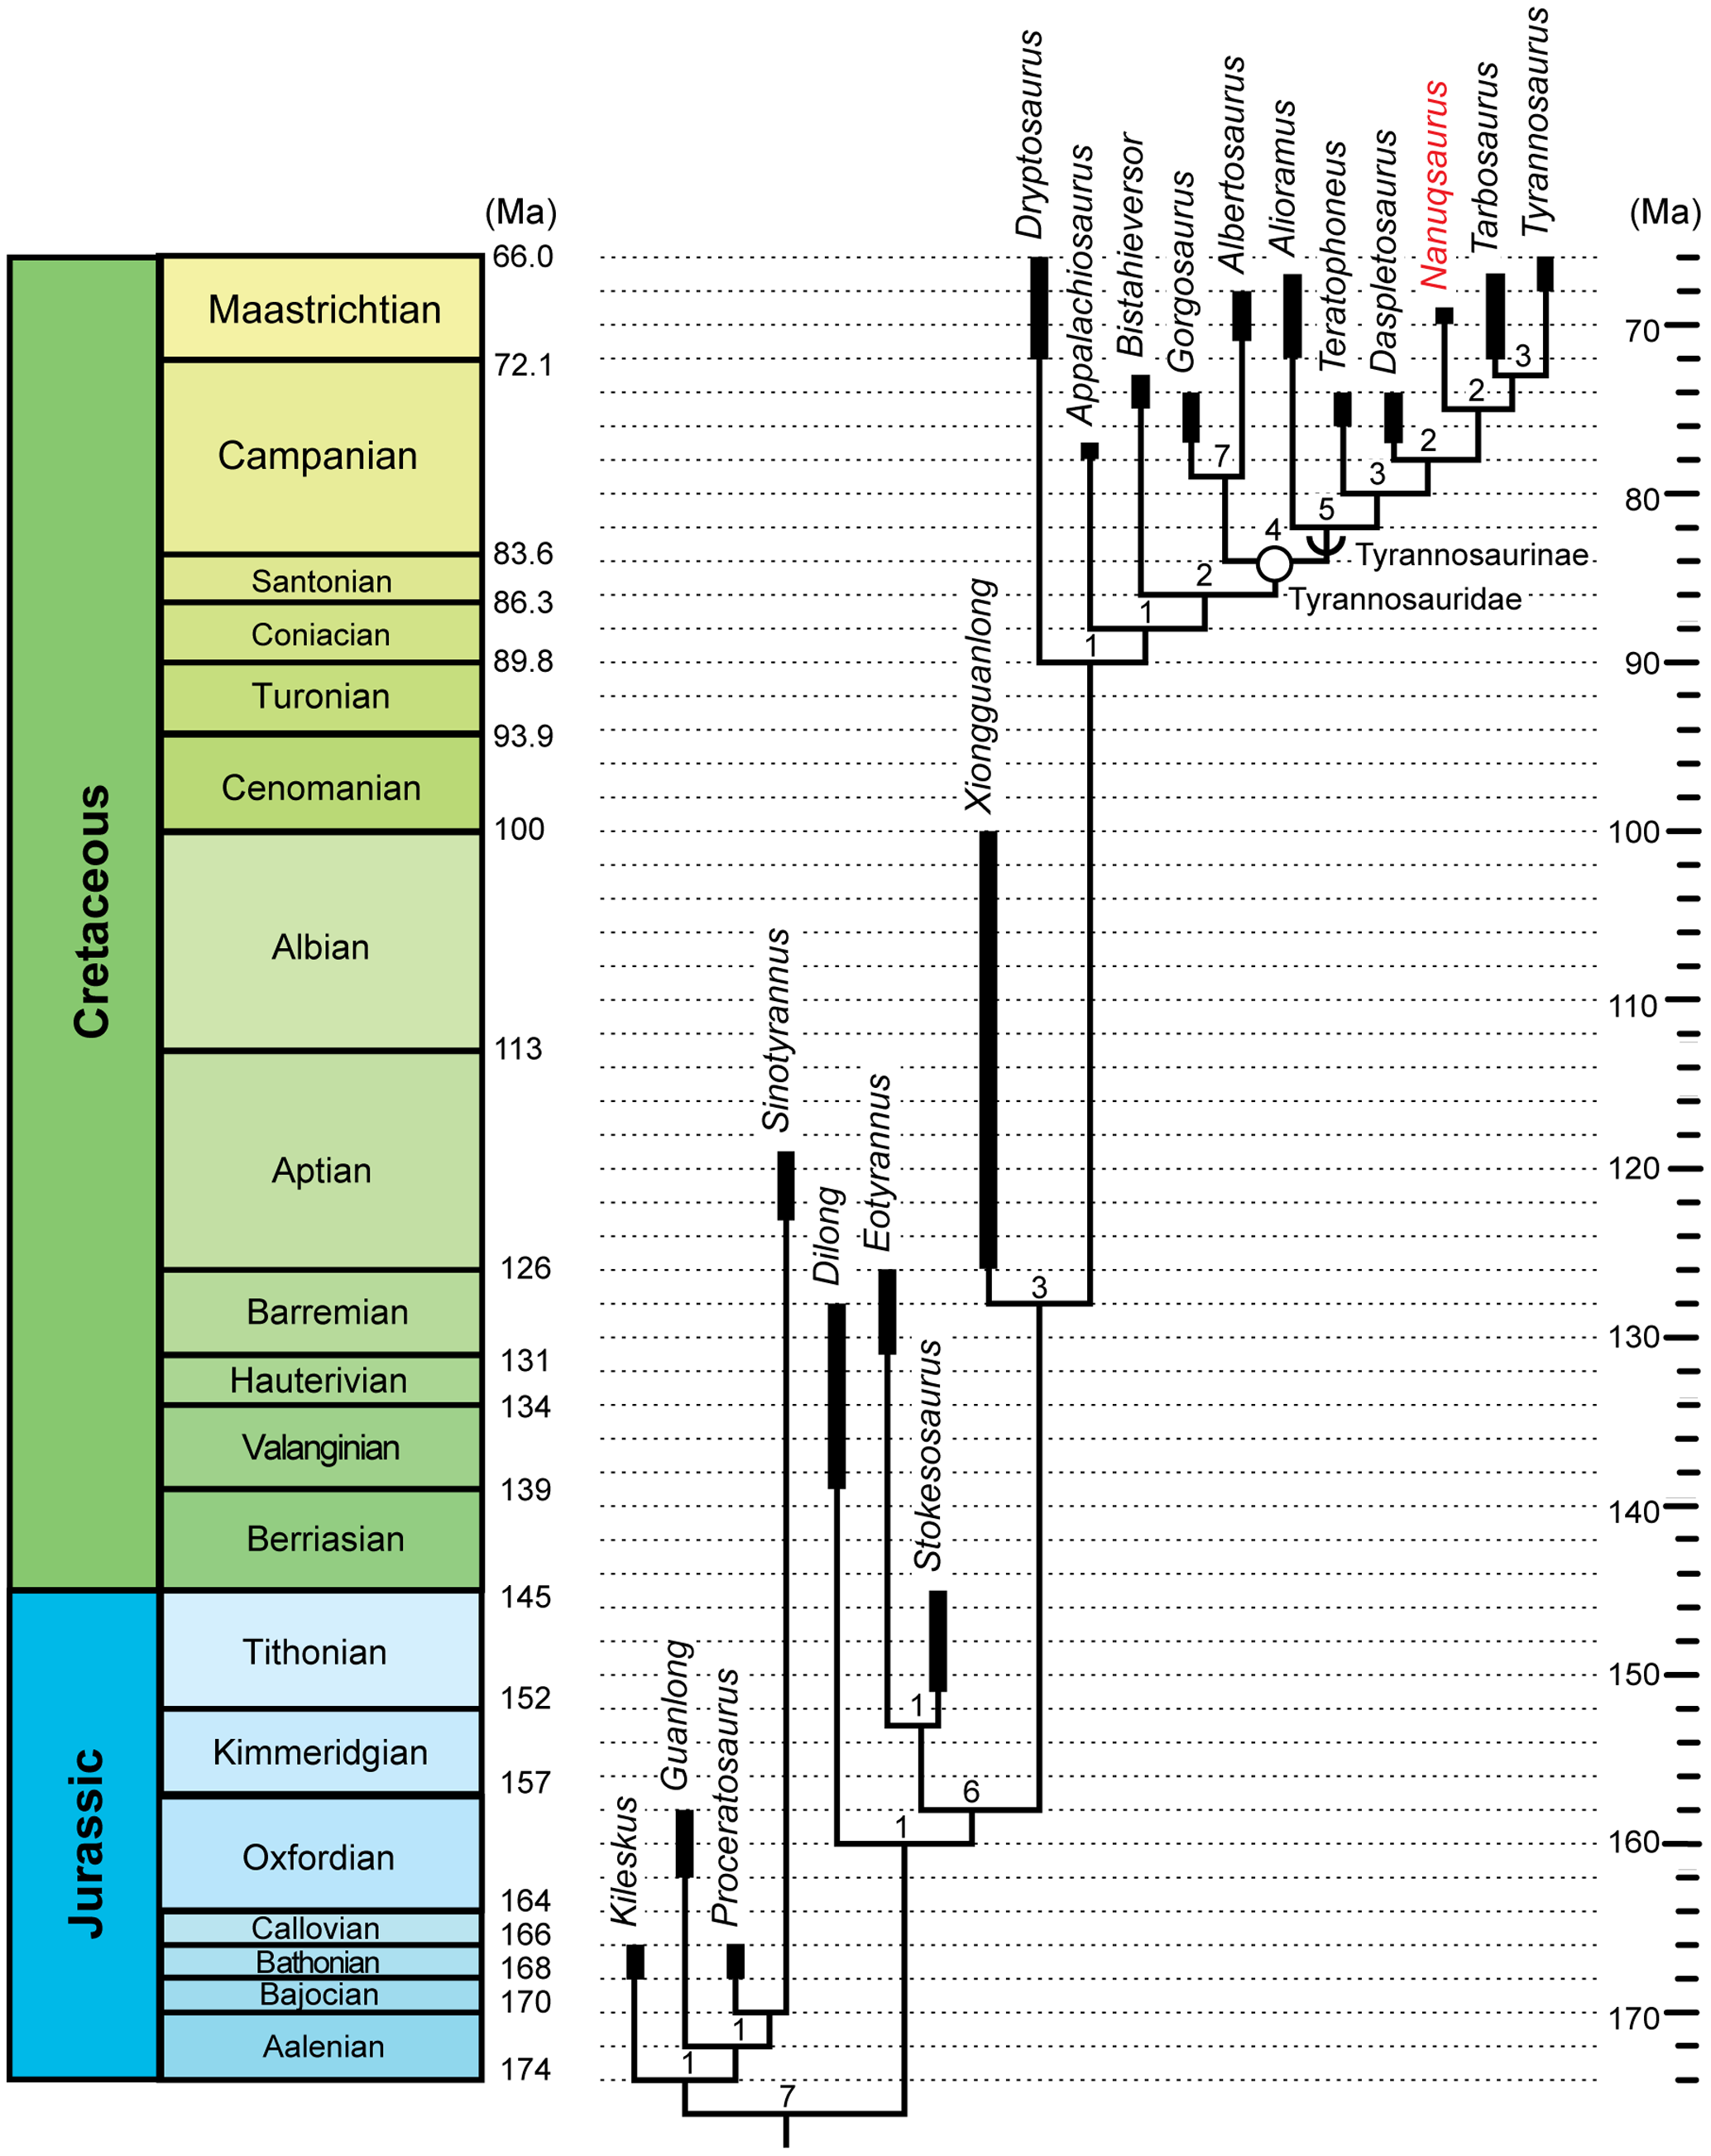 (Ma)
66.0
72.1
83.6
86.3
89.8
93.9
100
113
126
131
134
139
145
152
157
164
166
168
170
174
Cretaceous
Jurassic
Maastrichtian
Campanian
Santonian
Coniacian
Turonian
Cenomanian
Albian
Aptian
Barremian
Hauterivian
Valanginian
Berriasian
Tithonian
Kimmeridgian
Oxfordian
Callovian
Bathonian
Bajocian
Aalenian
Kileskus
Guanlong
Proceratosaurus
Sinotyrannus
Dilong
Eotyrannus
Stokesosaurus
Xiongguanlong
Dryptosaurus
Appalachiosaurus
Bistahieversor
Gorgosaurus
Albertosaurus
Alioramus
Teratophoneus
Daspletosaurus
Nanuqsaurus
Tarbosaurus
Tyrannosaurus
3
2
2
7
3
5
4
Tyrannosaurinae
2
Tyrannosauridae
1
1
3
1
6
1
1
1
7
(Ma)
70
80
90
100
110
120
130
140
150
160
170